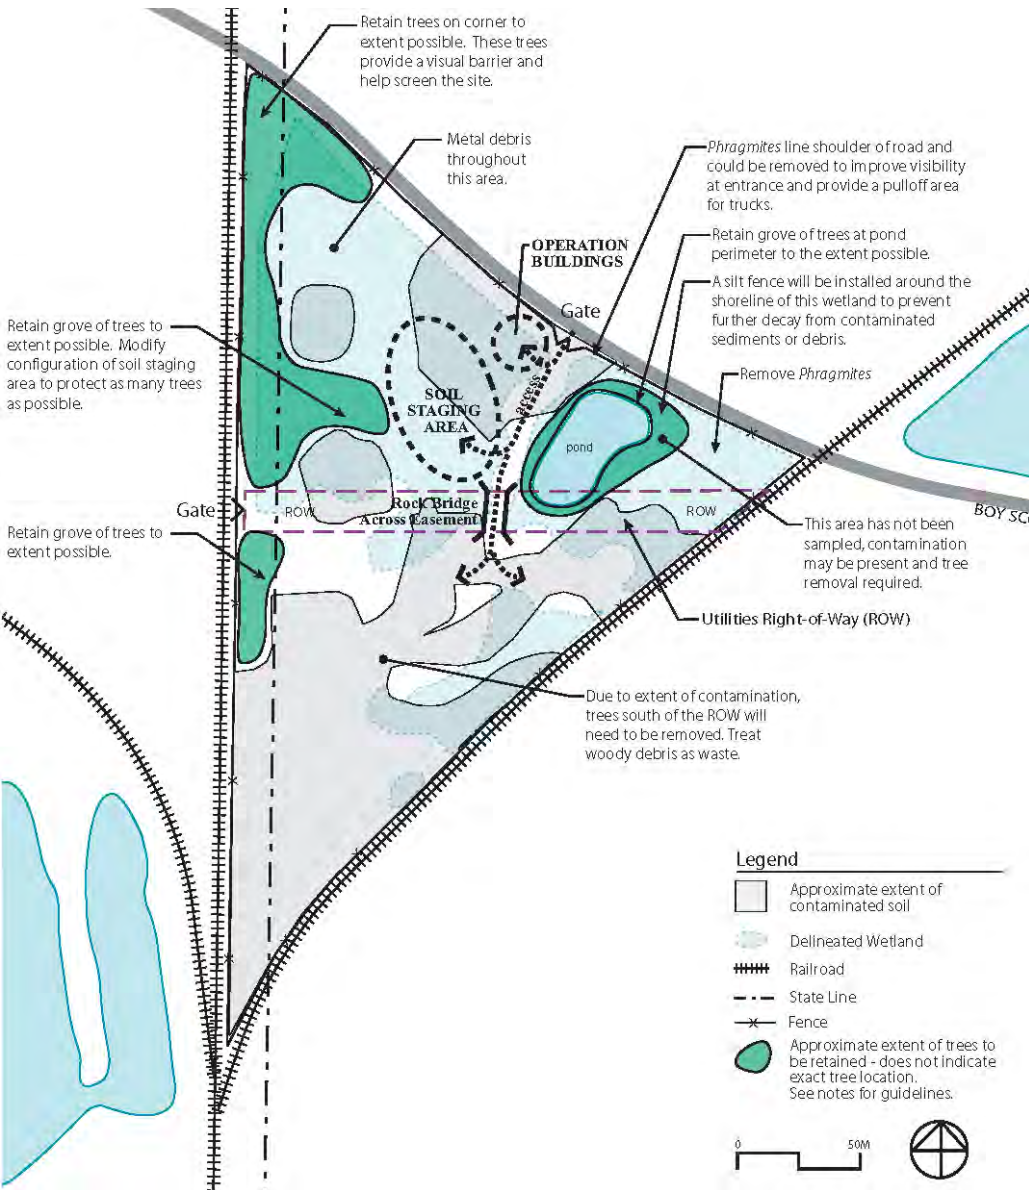 Retain trees on corner to
extent possible. These trees
provide a visual barrier and
help screen the site.
Metal debris
throughout
this area.
Phragmites line shoulder of road and
could be removed to improve visibility
at entrance and provide a pulloff area
for trucks.
OPERATION
BUILDINGS
Retain grove of trees at pond
perimeter to the extent possible.
A silt fence will be installed around the
shoreline of this wetland to prevent
further decay from contaminated
sediments or debris.
Gate
Retain grove of trees to
extent possible. Modify
configuration of soil staging
area to protect as many trees
as possible.
Remove Phragmites
access
SOIL
STAGING
AREA
pond
Gate
ROW
Rock Bridge
Across Easement
ROW
BOY SC
This area has not been
sampled, contamination
may be present and tree
removal required.
Retain grove of trees to
extent possible.
Utilities Right-of-Way (ROW)
Due to extent of contamination,
trees south of the ROW will
need to be removed. Treat
woody debris as waste.
Legend
Approximate extent of
contaminated soil
Delineated Wetland
Railroad
State Line
Fence
Approximate extent of trees to
be retained - does not indicate
exact tree location.
See notes for guidelines.
0 50M